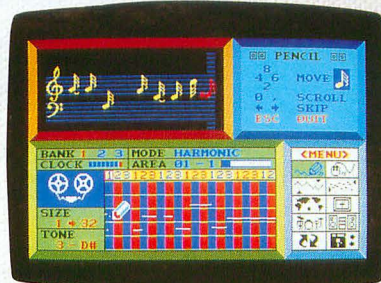 PENCIL
8
4 6 MOVE
2
0 . SCROLL
← → SKIP
ESC QUIT
BANK 1 2 3 MODE HARMONIC
CLOCK AREA 01 - 1
123123123123
SIZE
1 → 32
TONE
3 - D#
<MENU>